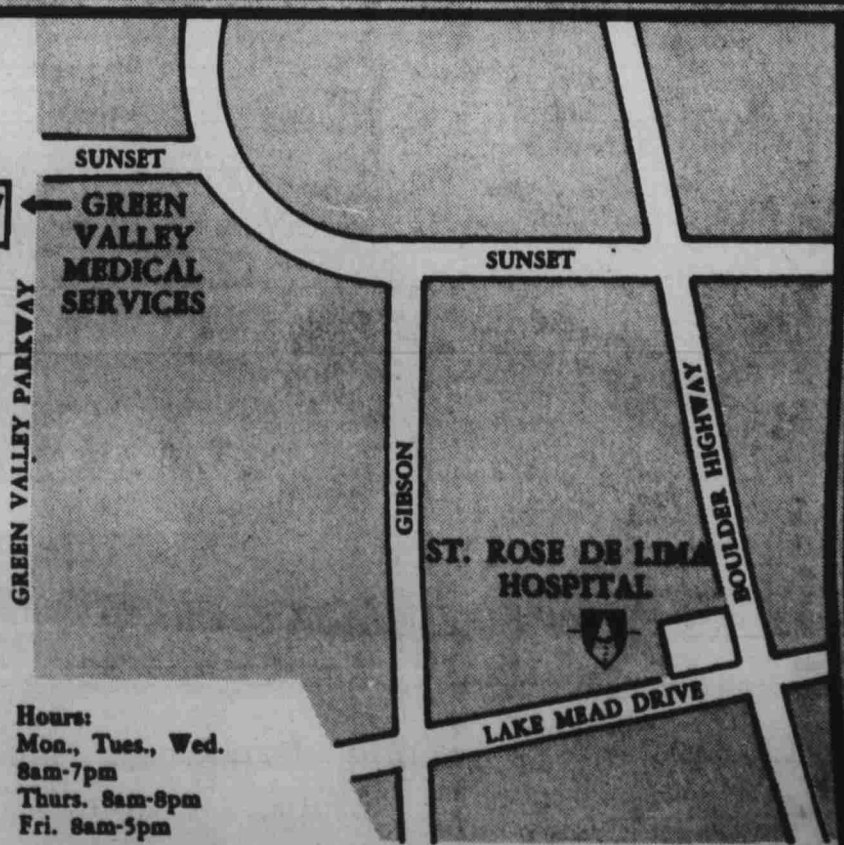 SUNSET
GREEN
VALLEY
MEDICAL
SERVICES
SUNSET
GREEN VALLEY PARKWAY
GIBSON
BOULDER HIGHWAY
ST. ROSE DE LIMA
HOSPITAL
LAKE MEAD DRIVE
Hours:
Mon., Tues., Wed.
8am-7pm
Thurs. 8am-8pm
Fri. 8am-5pm